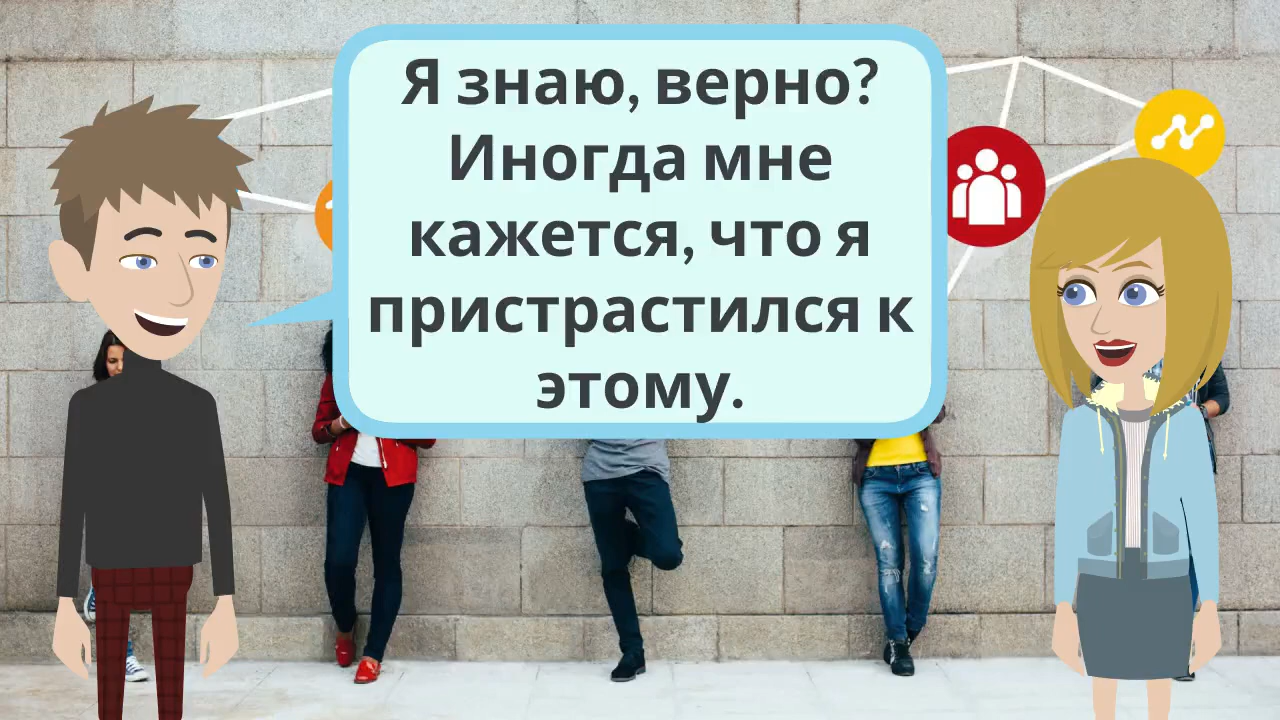 Я знаю, верно?
Иногда мне
кажется, что я
пристрастился к
этому.